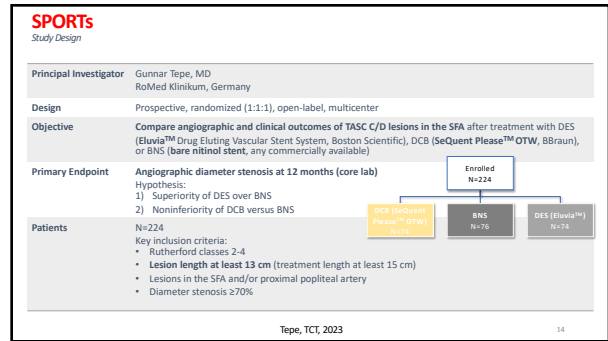 SPORTs
Study Design
Principal Investigator Gunnar Tepe, MD
RoMed Klinikum, Germany
Design Prospective, randomized (1:1:1), open-label, multicenter
Objective Compare angiographic and clinical outcomes of TASC C/D lesions in the SFA after treatment with DES
(Eluvia™ Drug Eluting Vascular Stent System, Boston Scientific), DCB (SeQuent Please™ OTW, BBraun),
or BNS (bare nitinol stent, any commercially available)
Primary Endpoint Angiographic diameter stenosis at 12 months (core lab)
Hypothesis:
1) Superiority of DES over BNS
2) Noninferiority of DCB versus BNS
Enrolled
N=224
DCB (SeQuent
Please™ OTW)
BNS
N=76
DES (Eluvia™)
N=74
Patients N=224
Key inclusion criteria:
• Rutherford classes 2-4
• Lesion length at least 13 cm (treatment length at least 15 cm)
• Lesions in the SFA and/or proximal popliteal artery
• Diameter stenosis ≥70%
Tepe, TCT, 2023
14